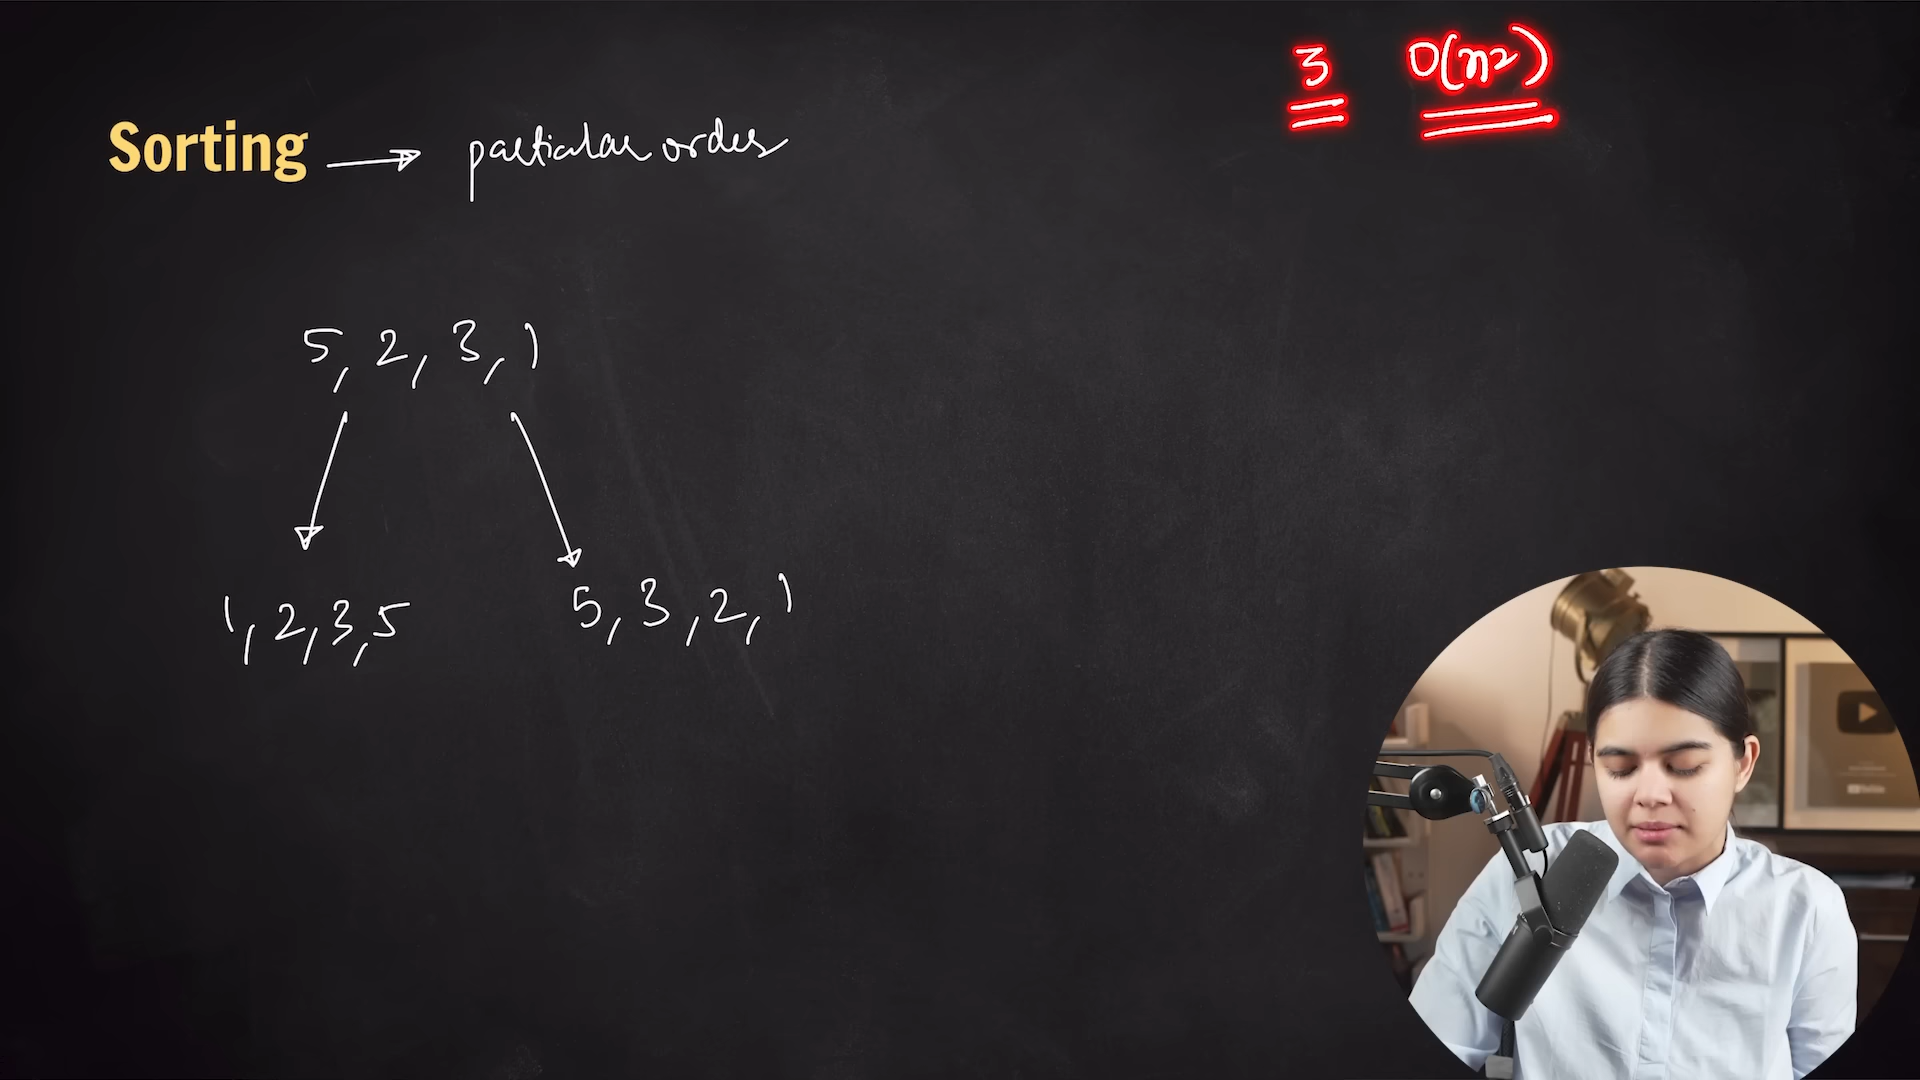 3 O(n²)
Sorting → particular order
5, 2, 3, 1
1, 2, 3, 5
5, 3, 2, 1